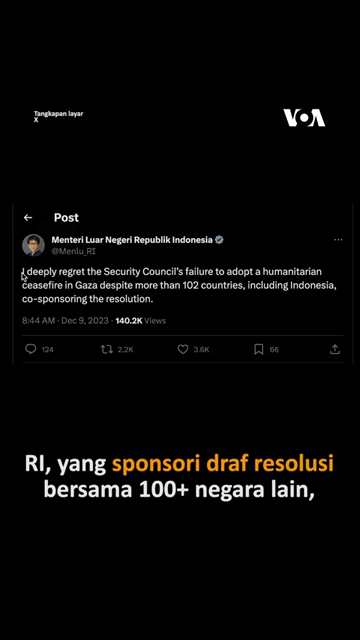 Tangkapan layar
X
VOA
Post
Menteri Luar Negeri Republik Indonesia
@Menlu_RI
I deeply regret the Security Council's failure to adopt a humanitarian
ceasefire in Gaza despite more than 102 countries, including Indonesia,
co-sponsoring the resolution.
8:44 AM · Dec 9, 2023 · 140.2K Views
124 2.2K 3.6K 66
RI, yang sponsori draf resolusi
bersama 100+ negara lain,